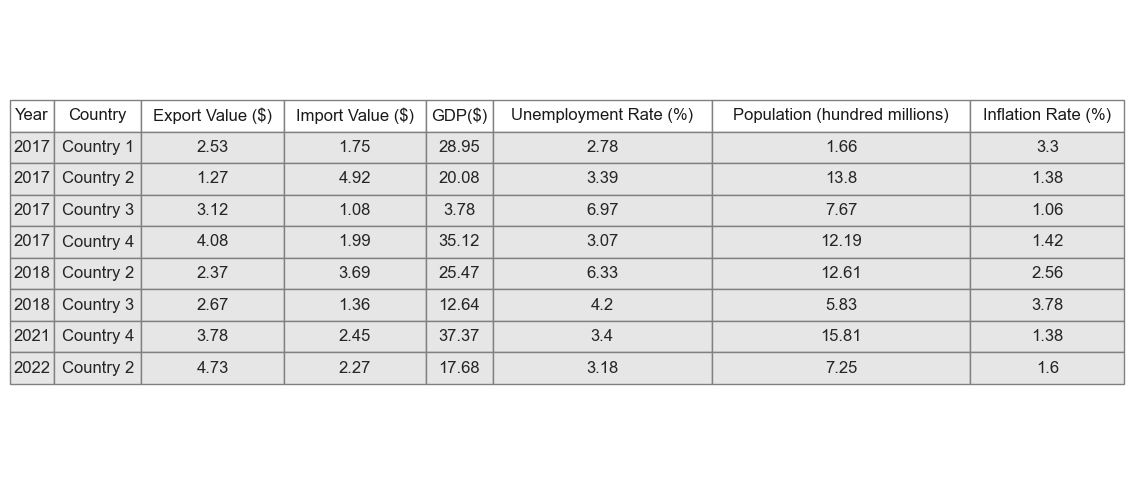 Year Country Export Value ($) Import Value ($) GDP($) Unemployment Rate (%) Population (hundred millions) Inflation Rate (%)
2017 Country 1 2.53 1.75 28.95 2.78 1.66 3.3
2017 Country 2 1.27 4.92 20.08 3.39 13.8 1.38
2017 Country 3 3.12 1.08 3.78 6.97 7.67 1.06
2017 Country 4 4.08 1.99 35.12 3.07 12.19 1.42
2018 Country 2 2.37 3.69 25.47 6.33 12.61 2.56
2018 Country 3 2.67 1.36 12.64 4.2 5.83 3.78
2021 Country 4 3.78 2.45 37.37 3.4 15.81 1.38
2022 Country 2 4.73 2.27 17.68 3.18 7.25 1.6